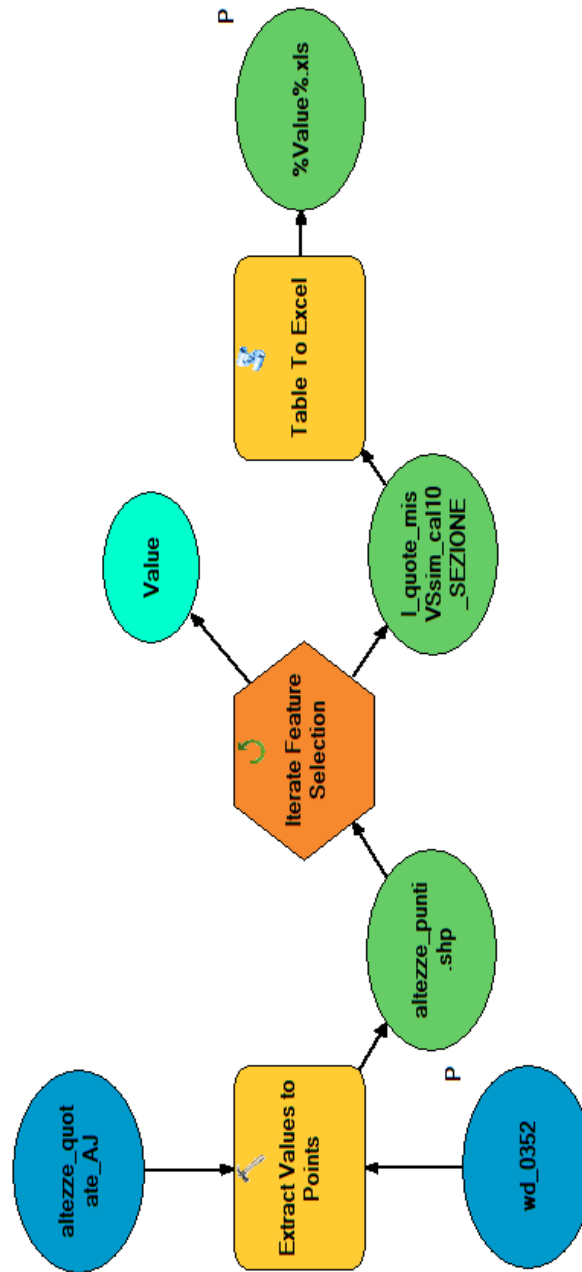 altezze_quot
ate_AJ
Extract Values to
Points
wd_0352
P
altezze_punti
.shp
Iterate Feature
Selection
Value
I_quote_mis
VSsim_cal10
_SEZIONE
Table To Excel
%Value%.xls
P